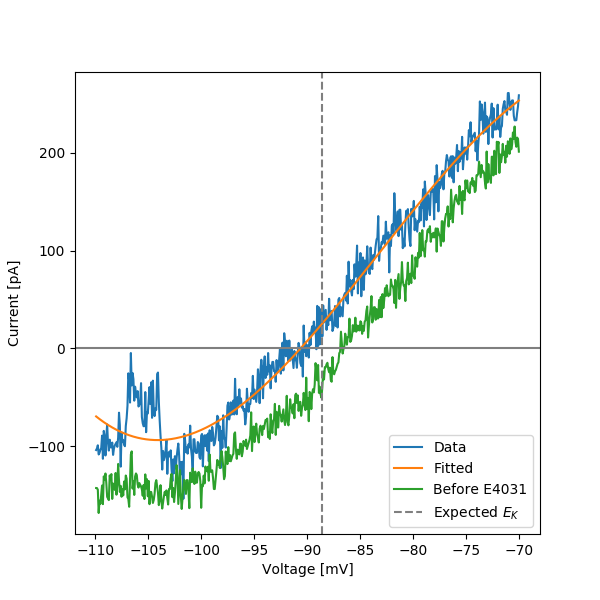 200
100
0
−100
−110 −105 −100 −95 −90 −85 −80 −75 −70
Current [pA]
Voltage [mV]
Data
Fitted
Before E4031
Expected E_K